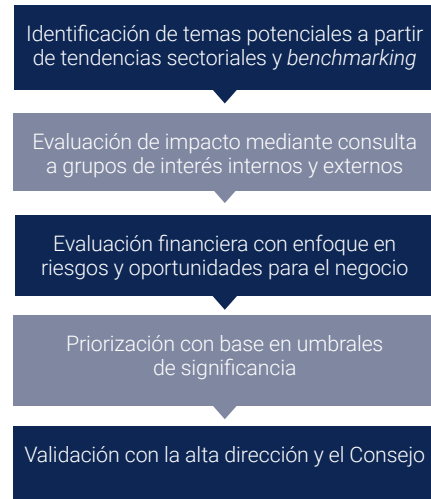 Identificación de temas potenciales a partir
de tendencias sectoriales y benchmarking
Evaluación de impacto mediante consulta
a grupos de interés internos y externos
Evaluación financiera con enfoque en
riesgos y oportunidades para el negocio
Priorización con base en umbrales
de significancia
Validación con la alta dirección y el Consejo